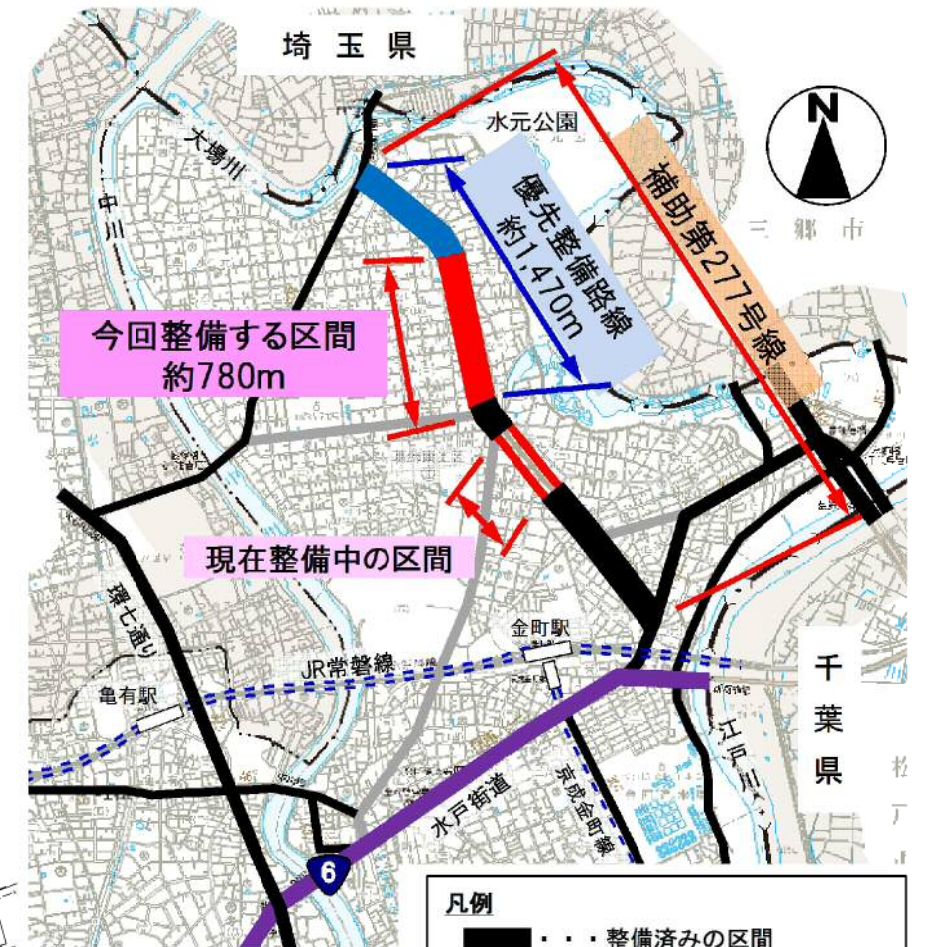 埼玉県
N
水元公園
大場川
中川
三郷市
優先整備路線
約1,470m
補助第277号線
今回整備する区間
約780m
現在整備中の区間
環七通り
金町駅
JR常磐線
亀有駅
千葉県
江戸川
水戸街道
京成金町線
6
凡例
・・・整備済みの区間